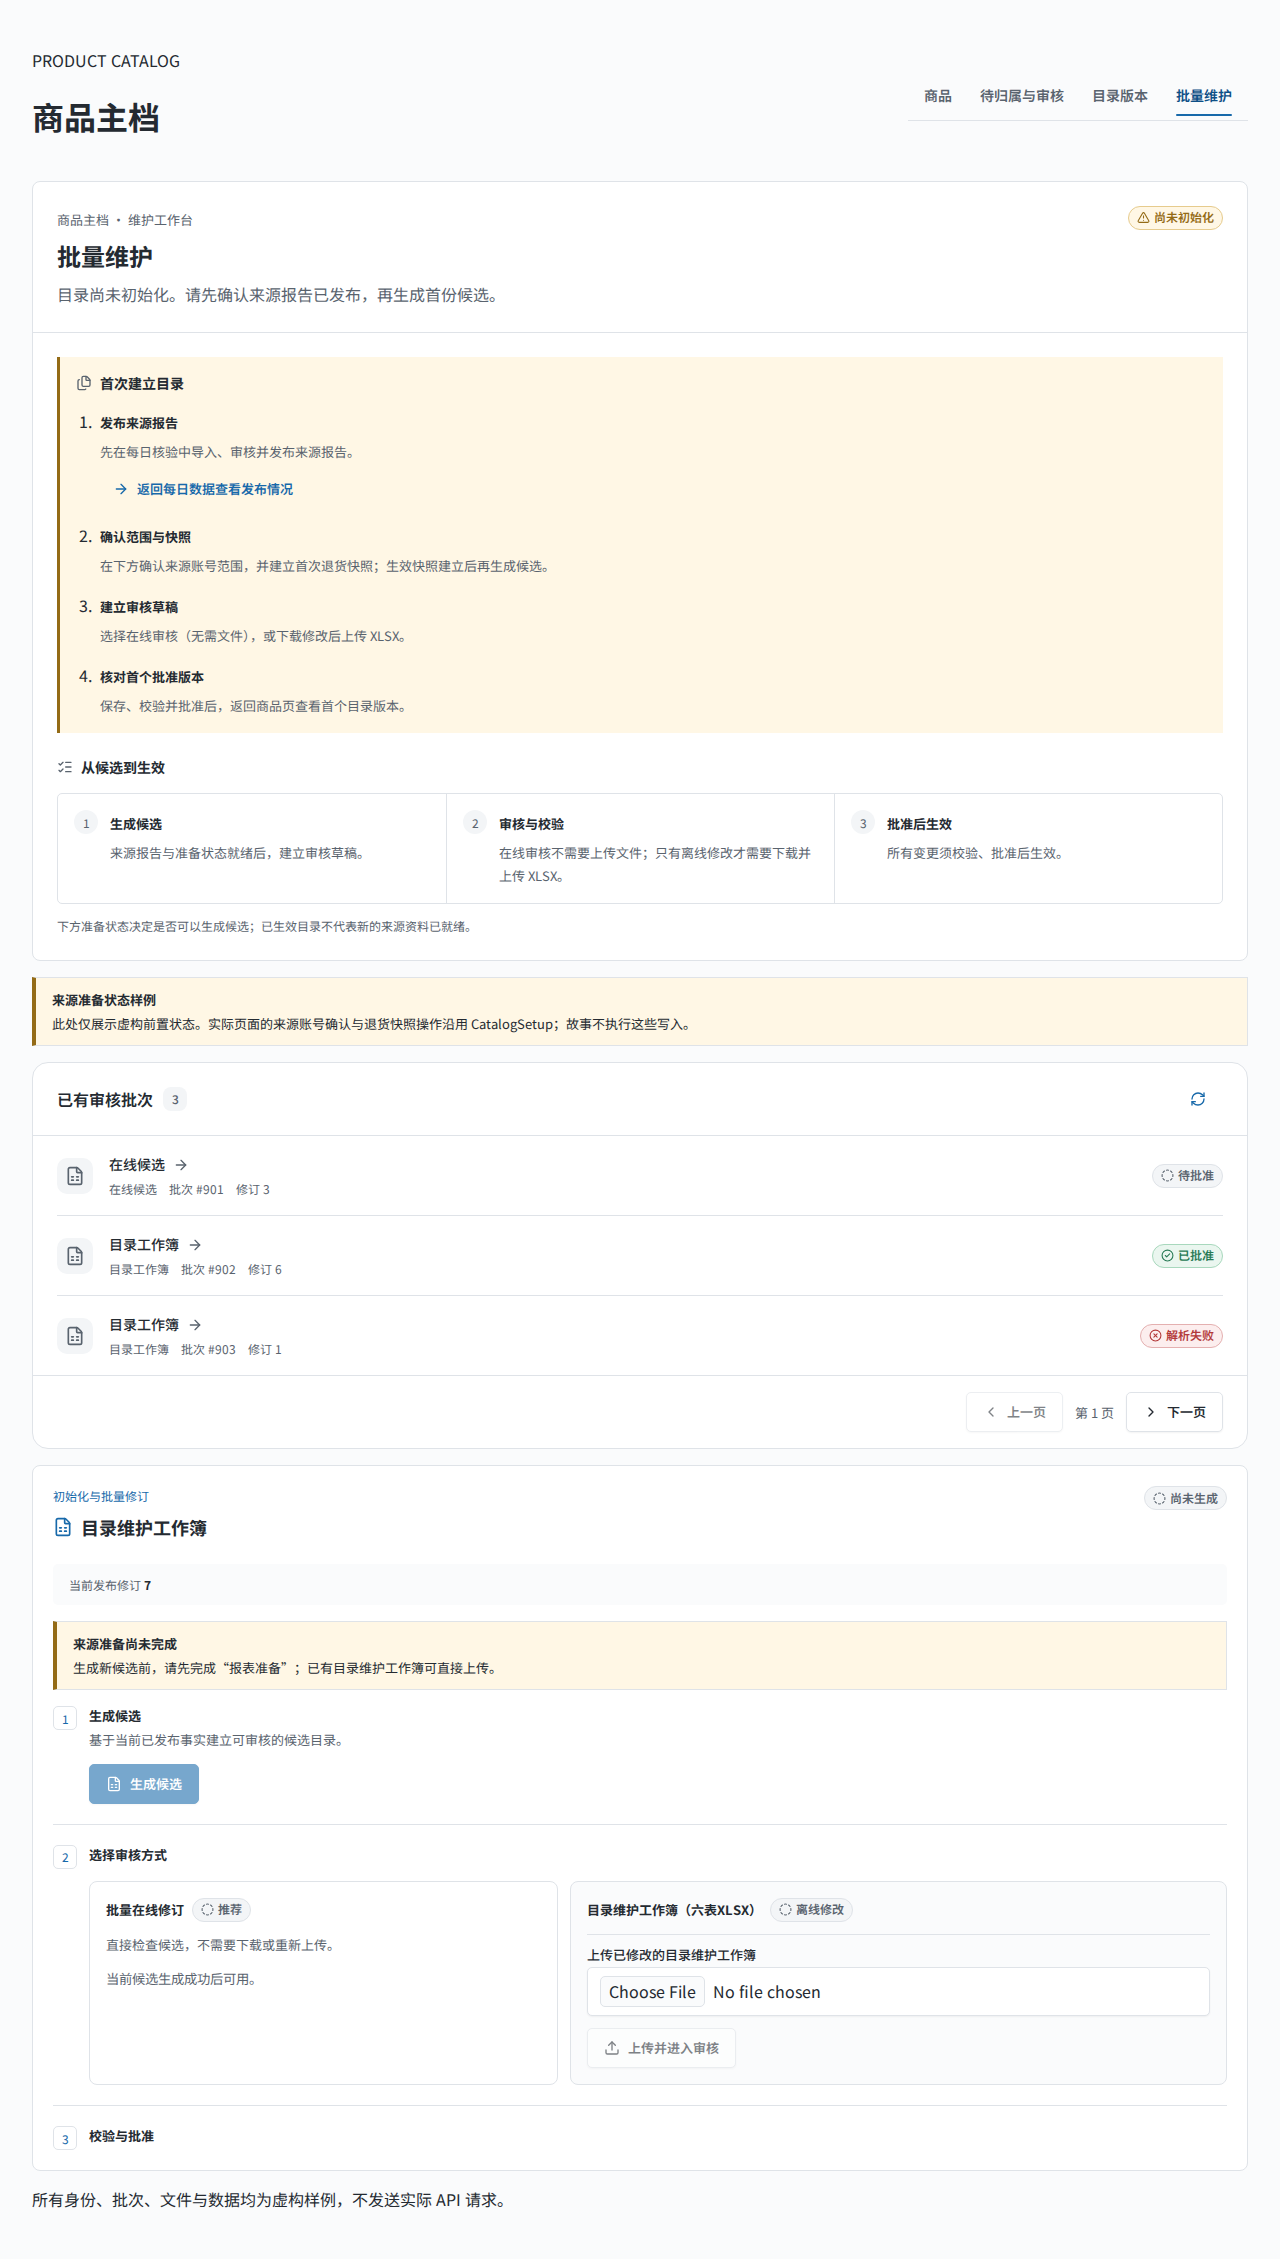 PRODUCT CATALOG
商品主档
商品 待归属与审核 目录版本 批量维护
商品主档 · 维护工作台
尚未初始化
批量维护
目录尚未初始化。请先确认来源报告已发布，再生成首份候选。
首次建立目录
1. 发布来源报告
先在每日核验中导入、审核并发布来源报告。
返回每日数据查看发布情况
2. 确认范围与快照
在下方确认来源账号范围，并建立首次退货快照；生效快照建立后再生成候选。
3. 建立审核草稿
选择在线审核（无需文件），或下载修改后上传 XLSX。
4. 核对首个批准版本
保存、校验并批准后，返回商品页查看首个目录版本。
从候选到生效
1 生成候选
来源报告与准备状态就绪后，建立审核草稿。
2 审核与校验
在线审核不需要上传文件；只有离线修改才需要下载并
上传 XLSX。
3 批准后生效
所有变更须校验、批准后生效。
下方准备状态决定是否可以生成候选；已生效目录不代表新的来源资料已就绪。
来源准备状态样例
此处仅展示虚构前置状态。实际页面的来源账号确认与退货快照操作沿用 CatalogSetup；故事不执行这些写入。
已有审核批次 3
在线候选
在线候选 批次 #901 修订 3
待批准
目录工作簿
目录工作簿 批次 #902 修订 6
已批准
目录工作簿
目录工作簿 批次 #903 修订 1
解析失败
上一页 第 1 页 下一页
初始化与批量修订
尚未生成
目录维护工作簿
当前发布修订 7
来源准备尚未完成
生成新候选前，请先完成“报表准备”；已有目录维护工作簿可直接上传。
1 生成候选
基于当前已发布事实建立可审核的候选目录。
生成候选
2 选择审核方式
批量在线修订 推荐
直接检查候选，不需要下载或重新上传。
当前候选生成成功后可用。
目录维护工作簿（六表XLSX） 离线修改
上传已修改的目录维护工作簿
Choose File No file chosen
上传并进入审核
3 校验与批准
所有身份、批次、文件与数据均为虚构样例，不发送实际 API 请求。